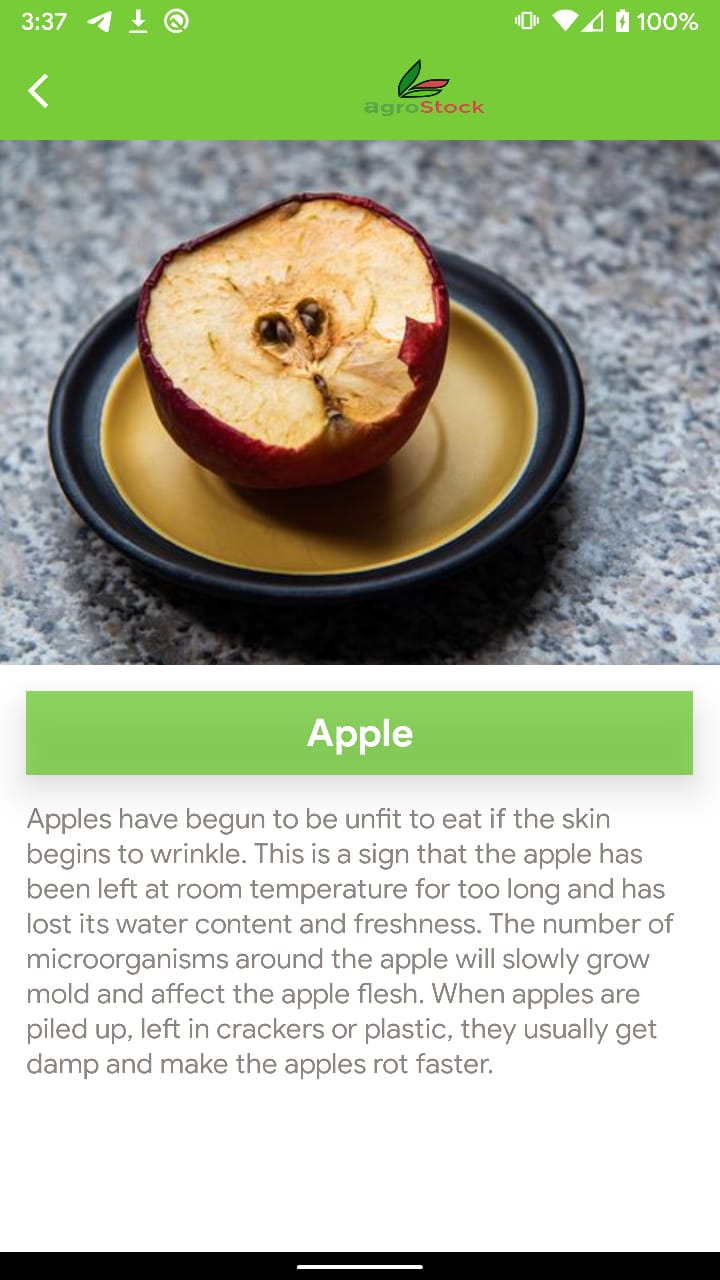 3:37
100%
agroStock
Apple
Apples have begun to be unfit to eat if the skin
begins to wrinkle. This is a sign that the apple has
been left at room temperature for too long and has
lost its water content and freshness. The number of
microorganisms around the apple will slowly grow
mold and affect the apple flesh. When apples are
piled up, left in crackers or plastic, they usually get
damp and make the apples rot faster.